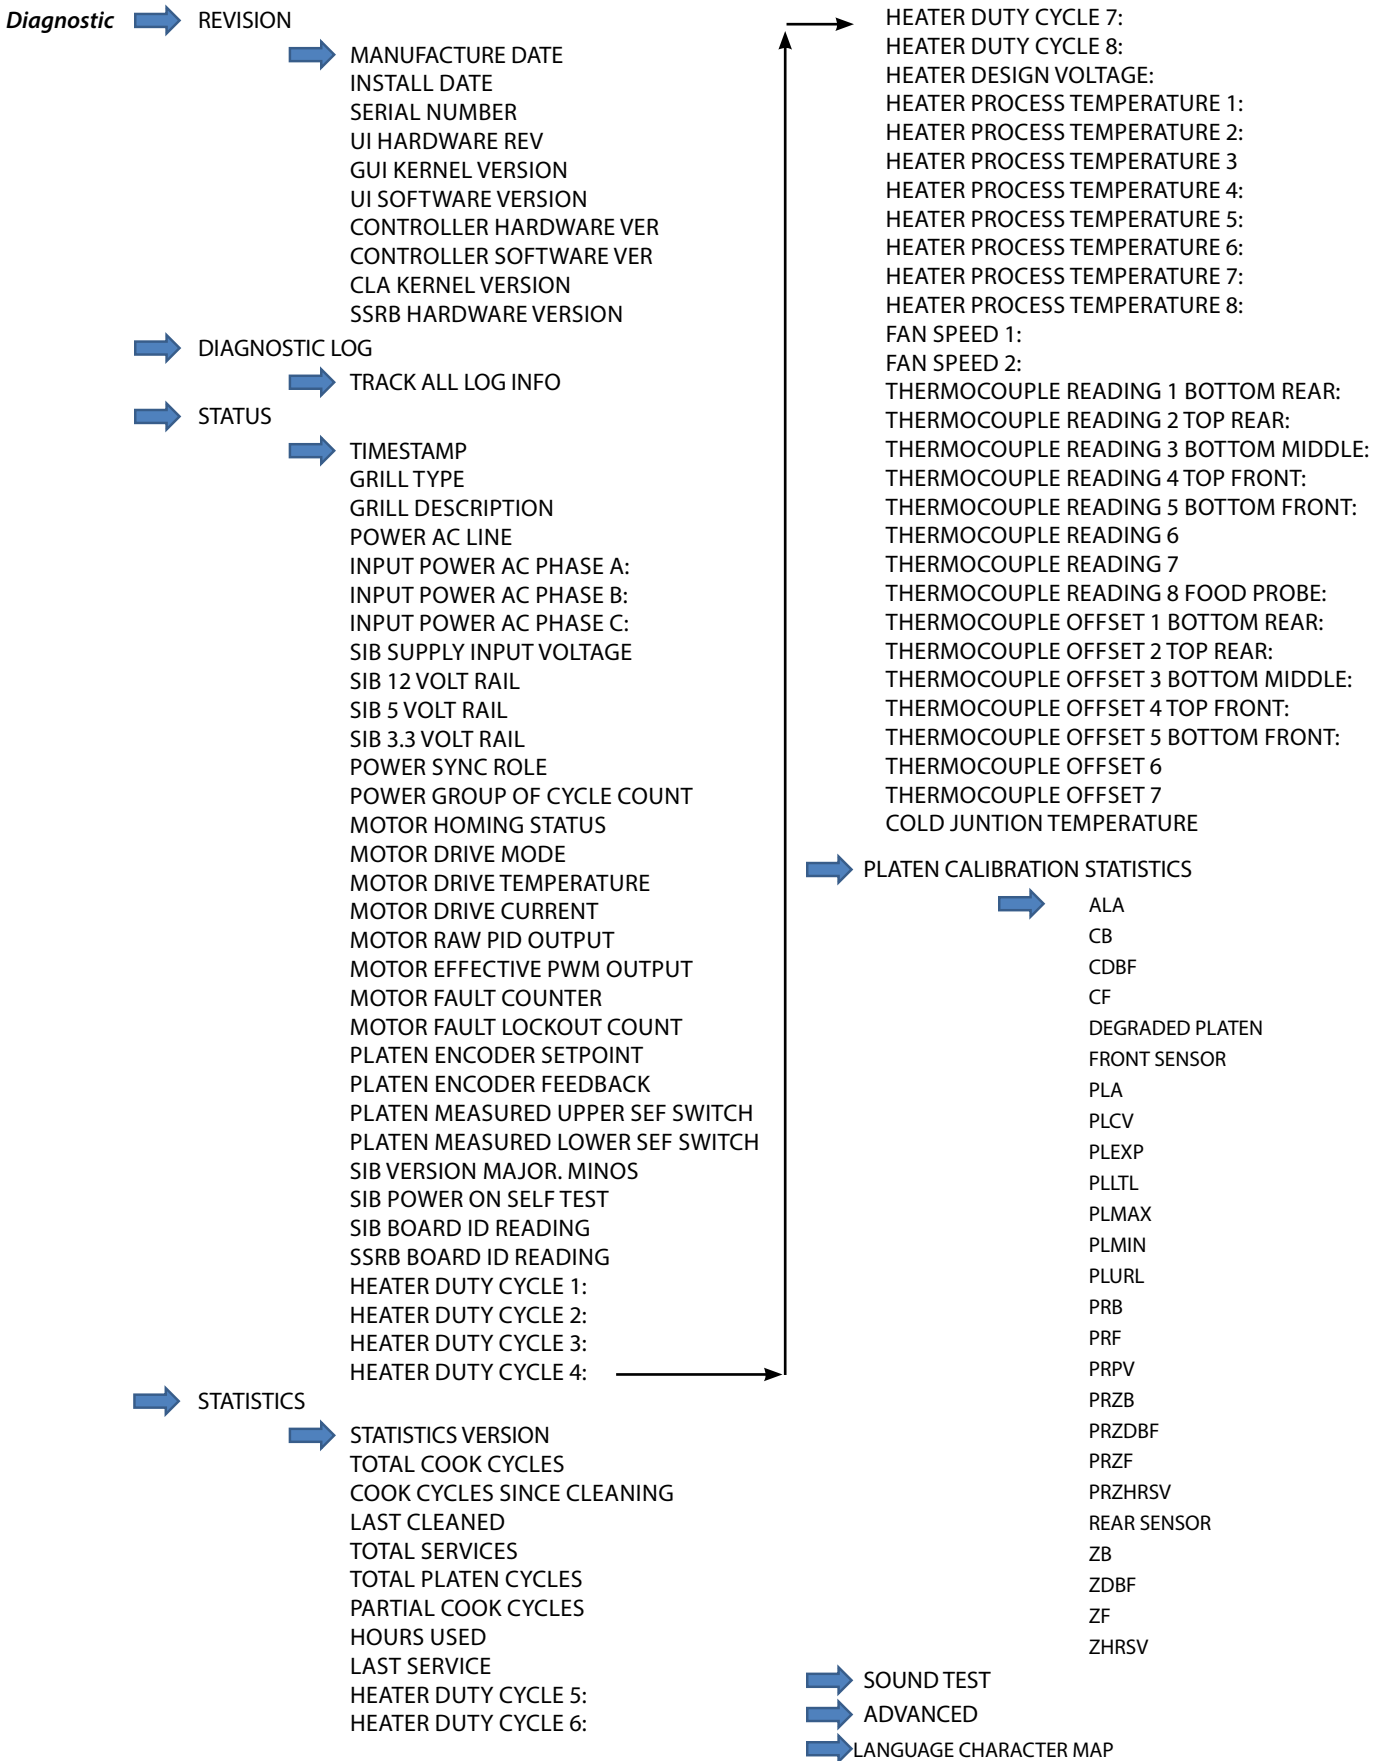 Diagnostic REVISION
MANUFACTURE DATE
INSTALL DATE
SERIAL NUMBER
UI HARDWARE REV
GUI KERNEL VERSION
UI SOFTWARE VERSION
CONTROLLER HARDWARE VER
CONTROLLER SOFTWARE VER
CLA KERNEL VERSION
SSRB HARDWARE VERSION
DIAGNOSTIC LOG
TRACK ALL LOG INFO
STATUS
TIMESTAMP
GRILL TYPE
GRILL DESCRIPTION
POWER AC LINE
INPUT POWER AC PHASE A:
INPUT POWER AC PHASE B:
INPUT POWER AC PHASE C:
SIB SUPPLY INPUT VOLTAGE
SIB 12 VOLT RAIL
SIB 5 VOLT RAIL
SIB 3.3 VOLT RAIL
POWER SYNC ROLE
POWER GROUP OF CYCLE COUNT
MOTOR HOMING STATUS
MOTOR DRIVE MODE
MOTOR DRIVE TEMPERATURE
MOTOR DRIVE CURRENT
MOTOR RAW PID OUTPUT
MOTOR EFFECTIVE PWM OUTPUT
MOTOR FAULT COUNTER
MOTOR FAULT LOCKOUT COUNT
PLATEN ENCODER SETPOINT
PLATEN ENCODER FEEDBACK
PLATEN MEASURED UPPER SEF SWITCH
PLATEN MEASURED LOWER SEF SWITCH
SIB VERSION MAJOR. MINOS
SIB POWER ON SELF TEST
SIB BOARD ID READING
SSRB BOARD ID READING
HEATER DUTY CYCLE 1:
HEATER DUTY CYCLE 2:
HEATER DUTY CYCLE 3:
HEATER DUTY CYCLE 4:
STATISTICS
STATISTICS VERSION
TOTAL COOK CYCLES
COOK CYCLES SINCE CLEANING
LAST CLEANED
TOTAL SERVICES
TOTAL PLATEN CYCLES
PARTIAL COOK CYCLES
HOURS USED
LAST SERVICE
HEATER DUTY CYCLE 5:
HEATER DUTY CYCLE 6:
HEATER DUTY CYCLE 7:
HEATER DUTY CYCLE 8:
HEATER DESIGN VOLTAGE:
HEATER PROCESS TEMPERATURE 1:
HEATER PROCESS TEMPERATURE 2:
HEATER PROCESS TEMPERATURE 3
HEATER PROCESS TEMPERATURE 4:
HEATER PROCESS TEMPERATURE 5:
HEATER PROCESS TEMPERATURE 6:
HEATER PROCESS TEMPERATURE 7:
HEATER PROCESS TEMPERATURE 8:
FAN SPEED 1:
FAN SPEED 2:
THERMOCOUPLE READING 1 BOTTOM REAR:
THERMOCOUPLE READING 2 TOP REAR:
THERMOCOUPLE READING 3 BOTTOM MIDDLE:
THERMOCOUPLE READING 4 TOP FRONT:
THERMOCOUPLE READING 5 BOTTOM FRONT:
THERMOCOUPLE READING 6
THERMOCOUPLE READING 7
THERMOCOUPLE READING 8 FOOD PROBE:
THERMOCOUPLE OFFSET 1 BOTTOM REAR:
THERMOCOUPLE OFFSET 2 TOP REAR:
THERMOCOUPLE OFFSET 3 BOTTOM MIDDLE:
THERMOCOUPLE OFFSET 4 TOP FRONT:
THERMOCOUPLE OFFSET 5 BOTTOM FRONT:
THERMOCOUPLE OFFSET 6
THERMOCOUPLE OFFSET 7
COLD JUNTION TEMPERATURE
PLATEN CALIBRATION STATISTICS
ALA
CB
CDBF
CF
DEGRADED PLATEN
FRONT SENSOR
PLA
PLCV
PLEXP
PLLTL
PLMAX
PLMIN
PLURL
PRB
PRF
PRPV
PRZB
PRZDBF
PRZF
PRZHRSV
REAR SENSOR
ZB
ZDBF
ZF
ZHRSV
SOUND TEST
ADVANCED
LANGUAGE CHARACTER MAP